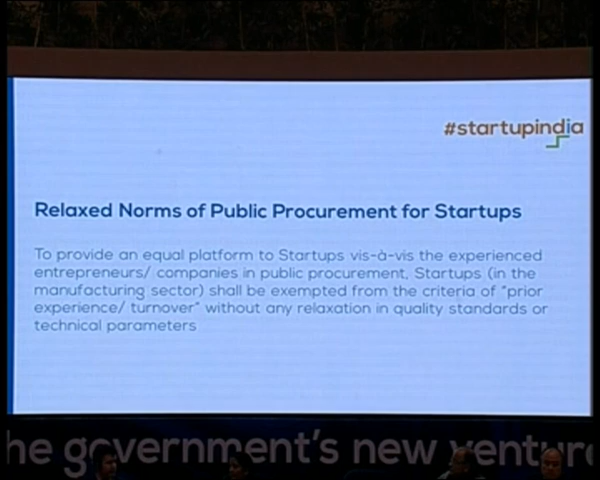 #startupindia
Relaxed Norms of Public Procurement for Startups
To provide an equal platform to Startups vis-à-vis the experienced
entrepreneurs/ companies in public procurement, Startups (in the
manufacturing sector) shall be exempted from the criteria of "prior
experience/ turnover" without any relaxation in quality standards or
technical parameters
he government's new venture